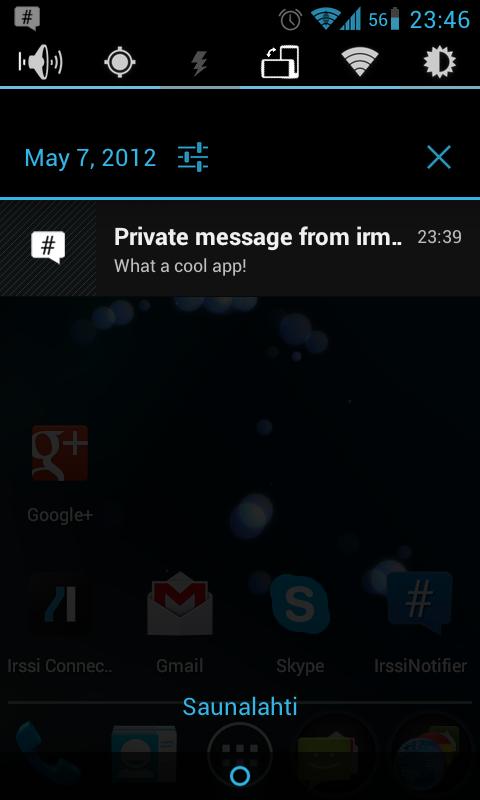 #
56 23:46
May 7, 2012
# Private message from irm.. 23:39
What a cool app!
g+
Google+
S #
Irssi Connec.. Gmail Skype IrssiNotifier
Saunalahti